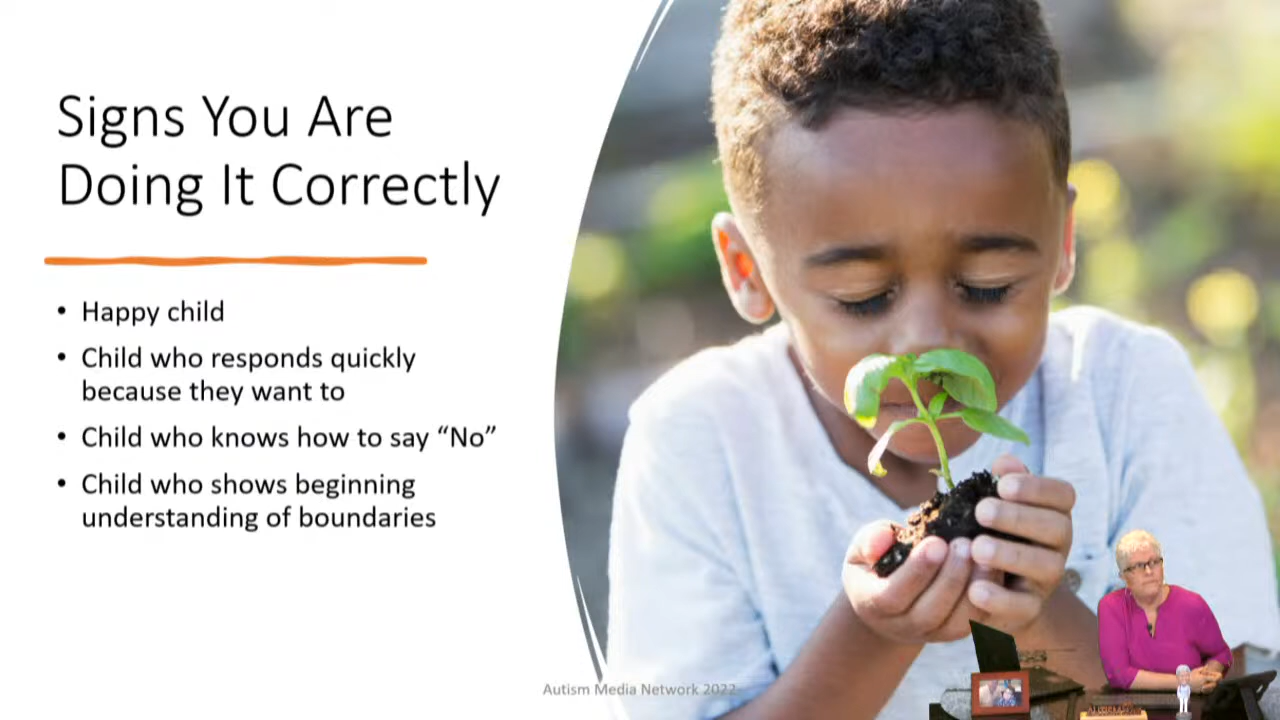 Signs You Are
Doing It Correctly
• Happy child
• Child who responds quickly
because they want to
• Child who knows how to say “No”
• Child who shows beginning
understanding of boundaries
Autism Media Network 2022